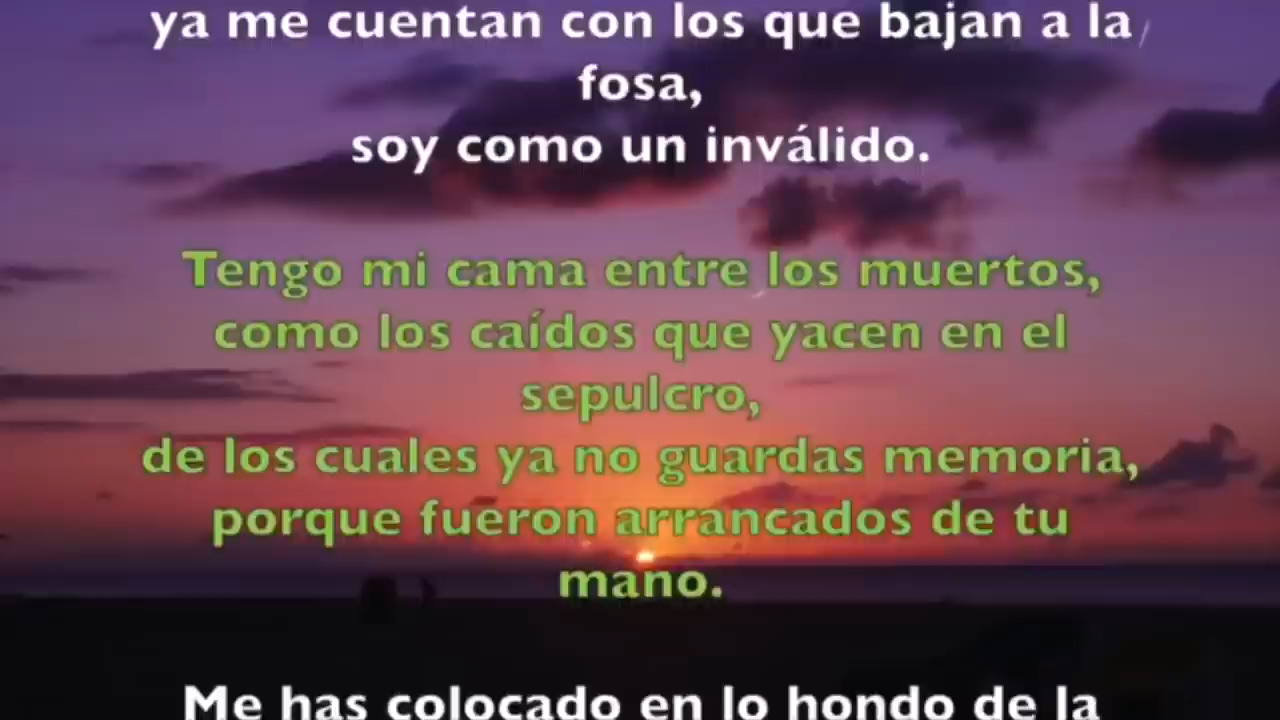 ya me cuentan con los que bajan a la
fosa,
soy como un inválido.
Tengo mi cama entre los muertos,
como los caídos que yacen en el
sepulcro,
de los cuales ya no guardas memoria,
porque fueron arrancados de tu
mano.
Me has colocado en lo hondo de la